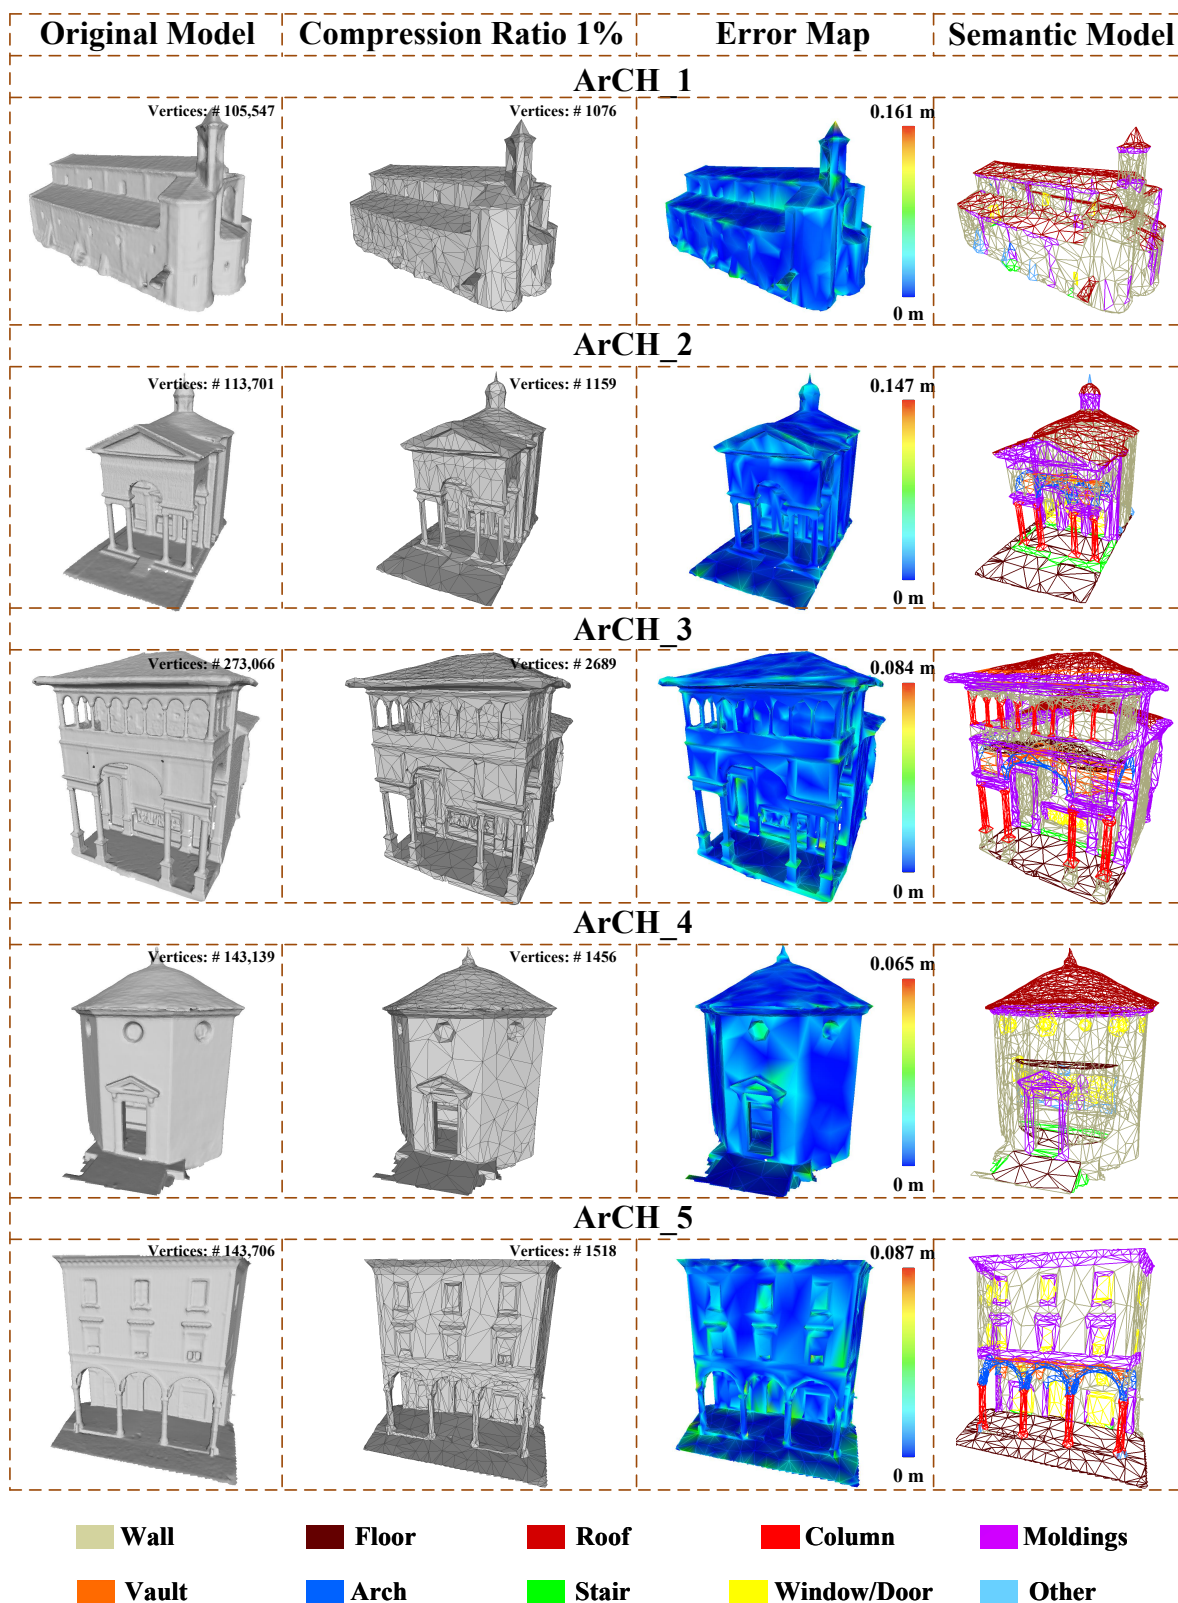 Original Model Compression Ratio 1% Error Map Semantic Model
ArCH_1
Vertices: # 105,547 Vertices: # 1076 0.161 m
0 m
ArCH_2
Vertices: # 113,701 Vertices: # 1159 0.147 m
0 m
ArCH_3
Vertices: # 273,066 Vertices: # 2689 0.084 m
0 m
ArCH_4
Vertices: # 143,139 Vertices: # 1456 0.065 m
0 m
ArCH_5
Vertices: # 143,706 Vertices: # 1518 0.087 m
0 m
Wall Floor Roof Column Moldings
Vault Arch Stair Window/Door Other